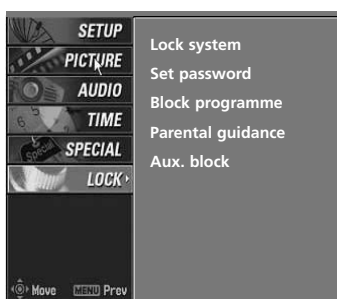 SETUP
PICTURE
AUDIO
TIME
SPECIAL
LOCK
Move MENU Prev
Lock system
Set password
Block programme
Parental guidance
Aux. block